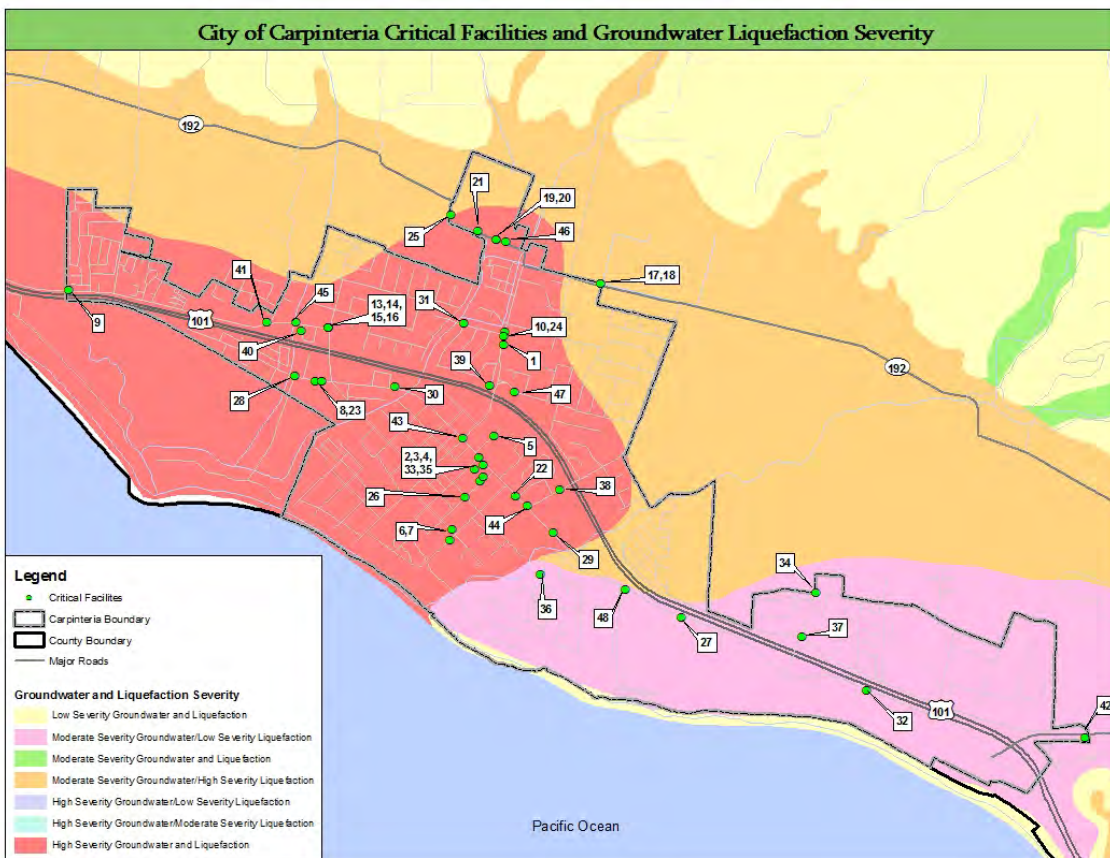 City of Carpinteria Critical Facilities and Groundwater Liquefaction Severity
192
21
19,20
46
25
17,18
41
45
13,14,
15,16
31
9
101
10,24
40
1
39
192
28
8,23
30
47
43
5
2,3,4,
33,35
22
26
38
6,7
44
29
34
36
48
27
37
32
101
42
Legend
Critical Facilites
Carpinteria Boundary
County Boundary
Major Roads
Groundwater and Liquefaction Severity
Low Severity Groundwater and Liquefaction
Moderate Severity Groundwater/Low Severity Liquefaction
Moderate Severity Groundwater and Liquefaction
Moderate Severity Groundwater/High Severity Liquefaction
High Severity Groundwater/Low Severity Liquefaction
High Severity Groundwater/Moderate Severity Liquefaction
High Severity Groundwater and Liquefaction
Pacific Ocean